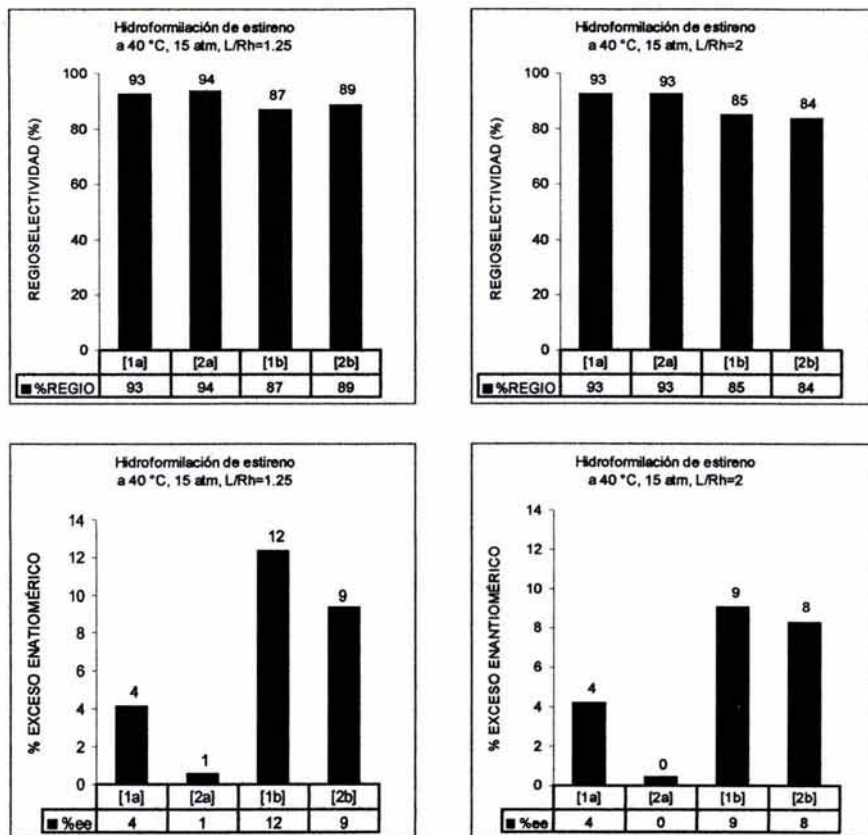 Hidroformilación de estireno
a 40 °C, 15 atm, L/Rh=1.25
REGIOSELECTIVIDAD (%)
100
80
60
40
20
0
93
94
87
89
[1a] [2a] [1b] [2b]
%REGIO 93 94 87 89
Hidroformilación de estireno
a 40 °C, 15 atm, L/Rh=2
REGIOSELECTIVIDAD (%)
100
80
60
40
20
0
93
93
85
84
[1a] [2a] [1b] [2b]
%REGIO 93 93 85 84
Hidroformilación de estireno
a 40 °C, 15 atm, L/Rh=1.25
% EXCESO ENATIOMÉRICO
14
12
10
8
6
4
2
0
4
1
12
9
[1a] [2a] [1b] [2b]
%ee 4 1 12 9
Hidroformilación de estireno
a 40 °C, 15 atm, L/Rh=2
% EXCESO ENANTIOMÉRICO
14
12
10
8
6
4
2
0
4
0
9
8
[1a] [2a] [1b] [2b]
%ee 4 0 9 8